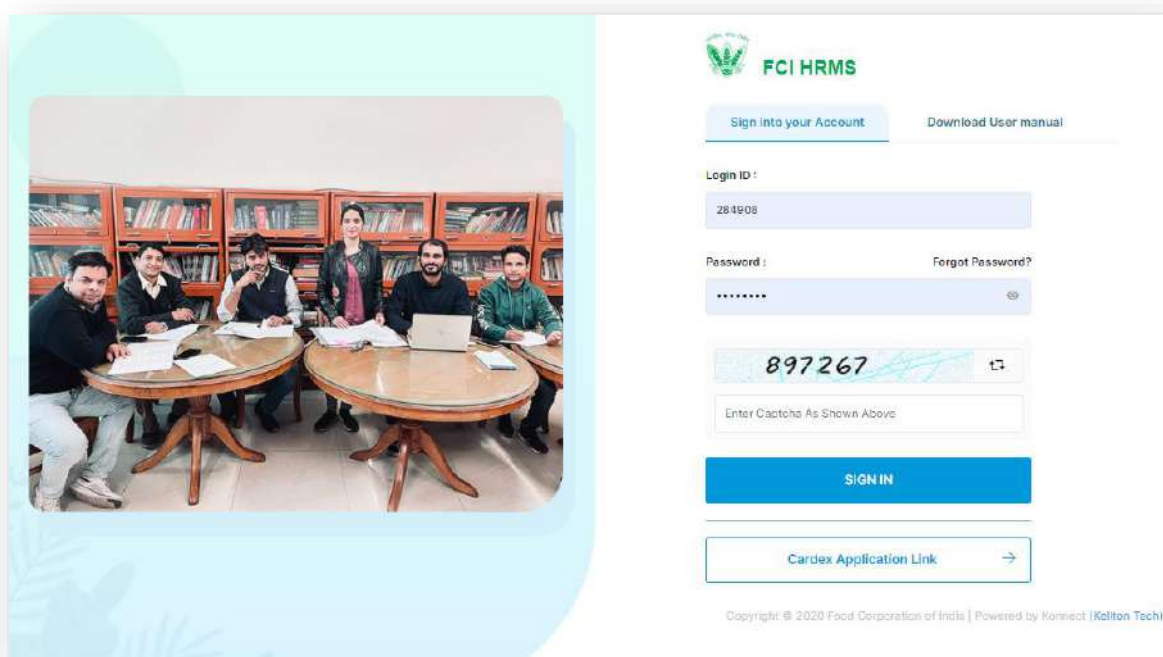 FCI HRMS
Sign into your Account
Download User manual
Login ID :
284908
Password :
Forgot Password?
••••••••
897267
Enter Captcha As Shown Above
SIGN IN
Cardex Application Link →
Copyright © 2020 Food Corporation of India | Powered by Konnect (Kellton Tech)